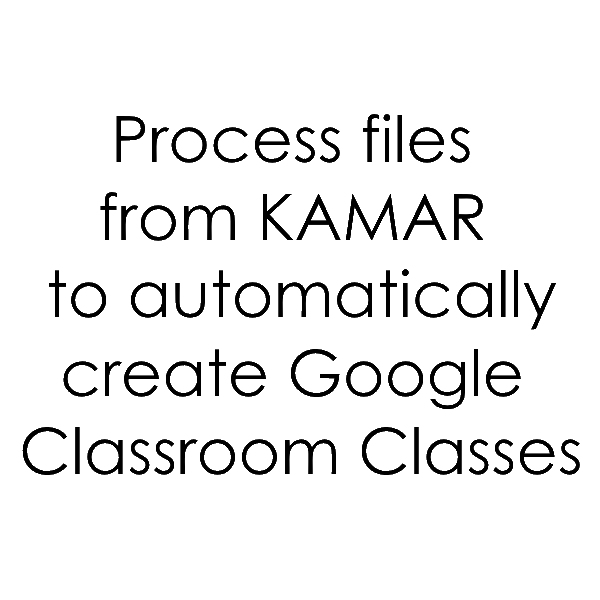 Process files
from KAMAR
to automatically
create Google
Classroom Classes